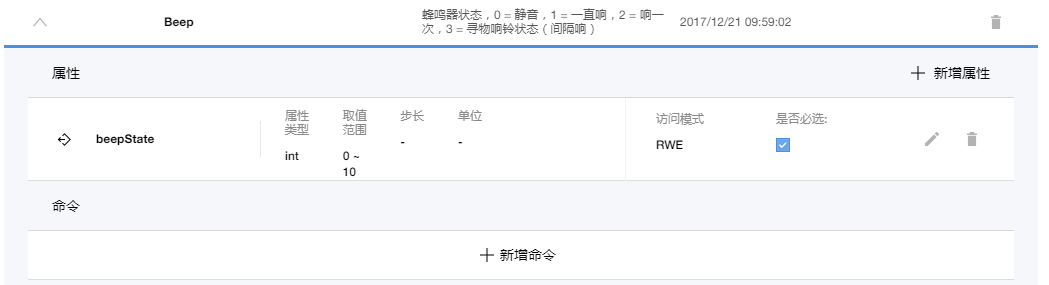 Beep
蜂鸣器状态，0 = 静音，1 = 一直响，2 = 响一
次，3 = 寻物响铃状态（间隔响）
2017/12/21 09:59:02
属性
新增属性
beepState
属性
类型
int
取值
范围
0 ~
10
步长
-
单位
-
访问模式
RWE
是否必选:
命令
新增命令